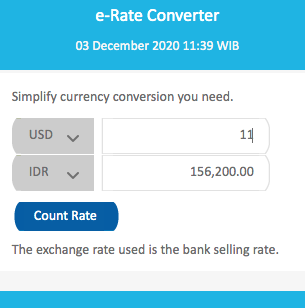 e-Rate Converter
03 December 2020 11:39 WIB
Simplify currency conversion you need.
USD 11
IDR 156,200.00
Count Rate
The exchange rate used is the bank selling rate.